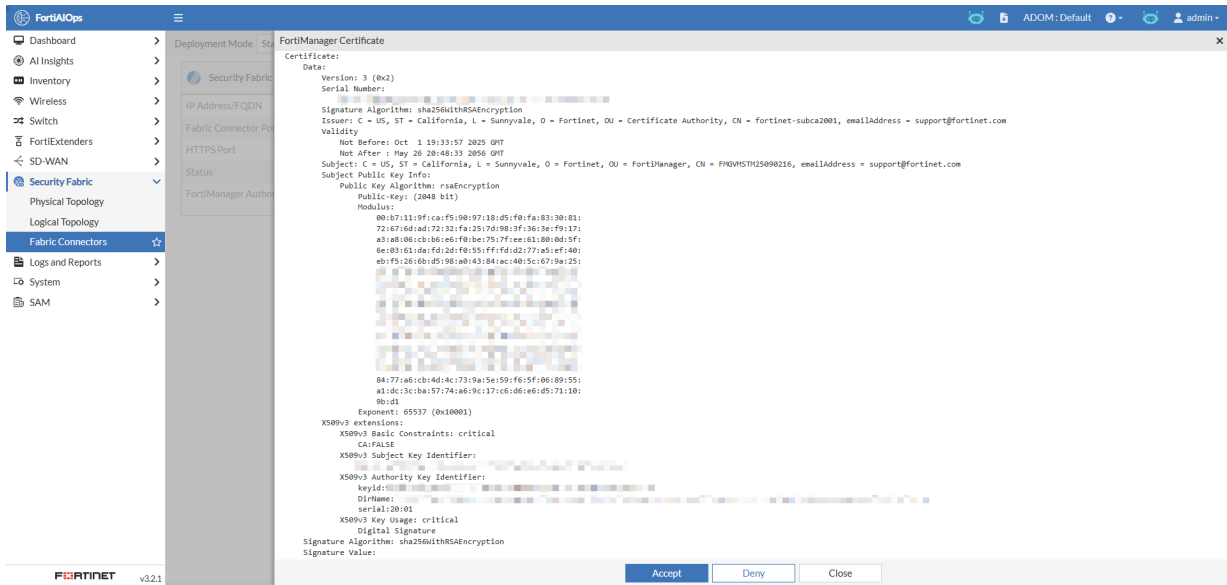 FortiAIOps
ADOM : Default
admin
Dashboard
AI Insights
Inventory
Wireless
Switch
FortiExtenders
SD-WAN
Security Fabric
Physical Topology
Logical Topology
Fabric Connectors
Logs and Reports
System
SAM
FORTINET v3.2.1
Deployment Mode Sta
Security Fabric
IP Address/FQDN
Fabric Connector Po
HTTPS Port
Status
FortiManager Autho
FortiManager Certificate
Certificate:
Data:
Version: 3 (0x2)
Serial Number:
Signature Algorithm: sha256WithRSAEncryption
Issuer: C = US, ST = California, L = Sunnyvale, O = Fortinet, OU = Certificate Authority, CN = fortinet-subca2001, emailAddress = support@fortinet.com
Validity
Not Before: Oct 1 19:33:57 2025 GMT
Not After : May 26 20:48:33 2056 GMT
Subject: C = US, ST = California, L = Sunnyvale, O = Fortinet, OU = FortiManager, CN = FMGVMSTM25090216, emailAddress = support@fortinet.com
Subject Public Key Info:
Public Key Algorithm: rsaEncryption
Public-Key: (2048 bit)
Modulus:
00:b7:11:9f:ca:f5:90:97:18:d5:f0:fa:83:30:81:
72:67:6d:ad:72:32:fa:25:7d:98:3f:36:3e:f9:17:
a3:a8:06:cb:b6:e6:f0:be:75:7f:ee:61:80:0d:5f:
6e:03:61:da:fd:2d:f0:55:ff:fd:d2:77:a5:ef:40:
eb:f5:26:6b:d5:98:a0:43:84:ac:40:5c:67:9a:25:
84:77:a6:cb:4d:4c:73:9a:5e:59:f6:5f:06:89:55:
a1:dc:3c:ba:57:74:a6:9c:17:c6:d6:e6:d5:71:10:
9b:d1
Exponent: 65537 (0x10001)
X509v3 extensions:
X509v3 Basic Constraints: critical
CA:FALSE
X509v3 Subject Key Identifier:
X509v3 Authority Key Identifier:
keyid:
DirName:
serial:20:01
X509v3 Key Usage: critical
Digital Signature
Signature Algorithm: sha256WithRSAEncryption
Signature Value:
Accept
Deny
Close